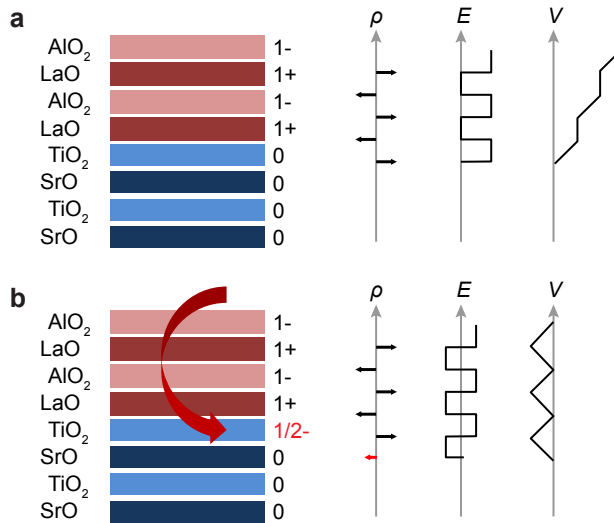 a
ρ E V
AlO2 1-
LaO 1+
AlO2 1-
LaO 1+
TiO2 0
SrO 0
TiO2 0
SrO 0
b
ρ E V
AlO2 1-
LaO 1+
AlO2 1-
LaO 1+
TiO2 1/2-
SrO 0
TiO2 0
SrO 0